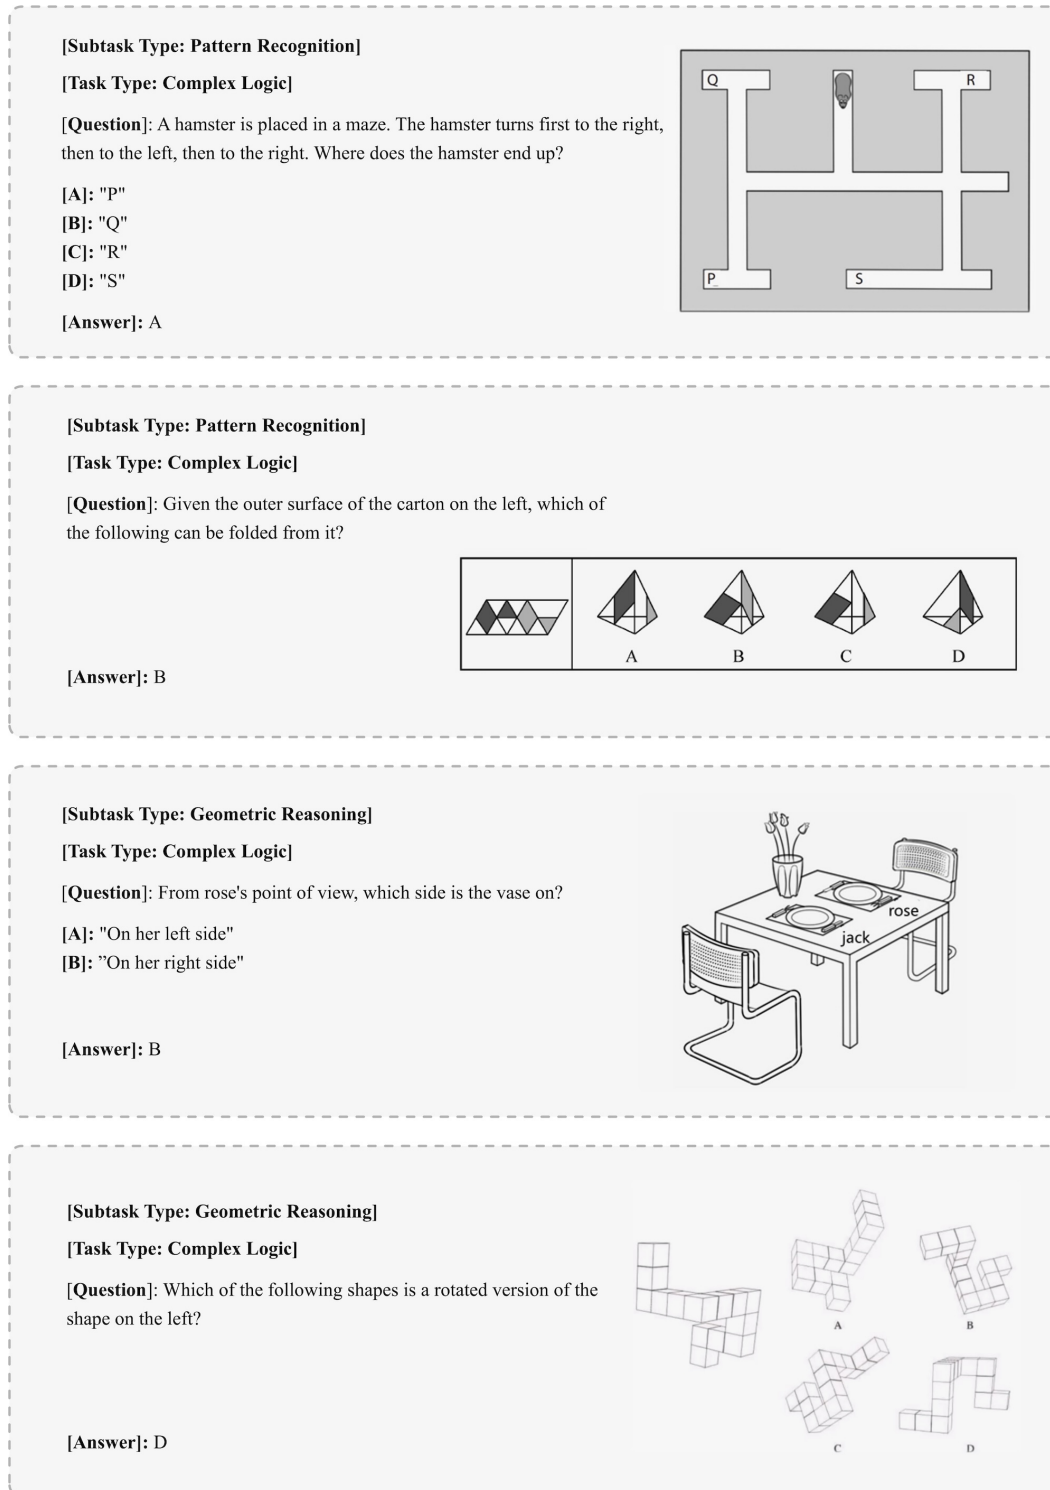 [Subtask Type: Pattern Recognition]
[Task Type: Complex Logic]
[Question]: A hamster is placed in a maze. The hamster turns first to the right,
then to the left, then to the right. Where does the hamster end up?
[A]: "P"
[B]: "Q"
[C]: "R"
[D]: "S"
[Answer]: A
Q
R
P
S
[Subtask Type: Pattern Recognition]
[Task Type: Complex Logic]
[Question]: Given the outer surface of the carton on the left, which of
the following can be folded from it?
A B C D
[Answer]: B
[Subtask Type: Geometric Reasoning]
[Task Type: Complex Logic]
[Question]: From rose's point of view, which side is the vase on?
[A]: "On her left side"
[B]: ”On her right side"
[Answer]: B
rose
jack
[Subtask Type: Geometric Reasoning]
[Task Type: Complex Logic]
[Question]: Which of the following shapes is a rotated version of the
shape on the left?
A B
C D
[Answer]: D